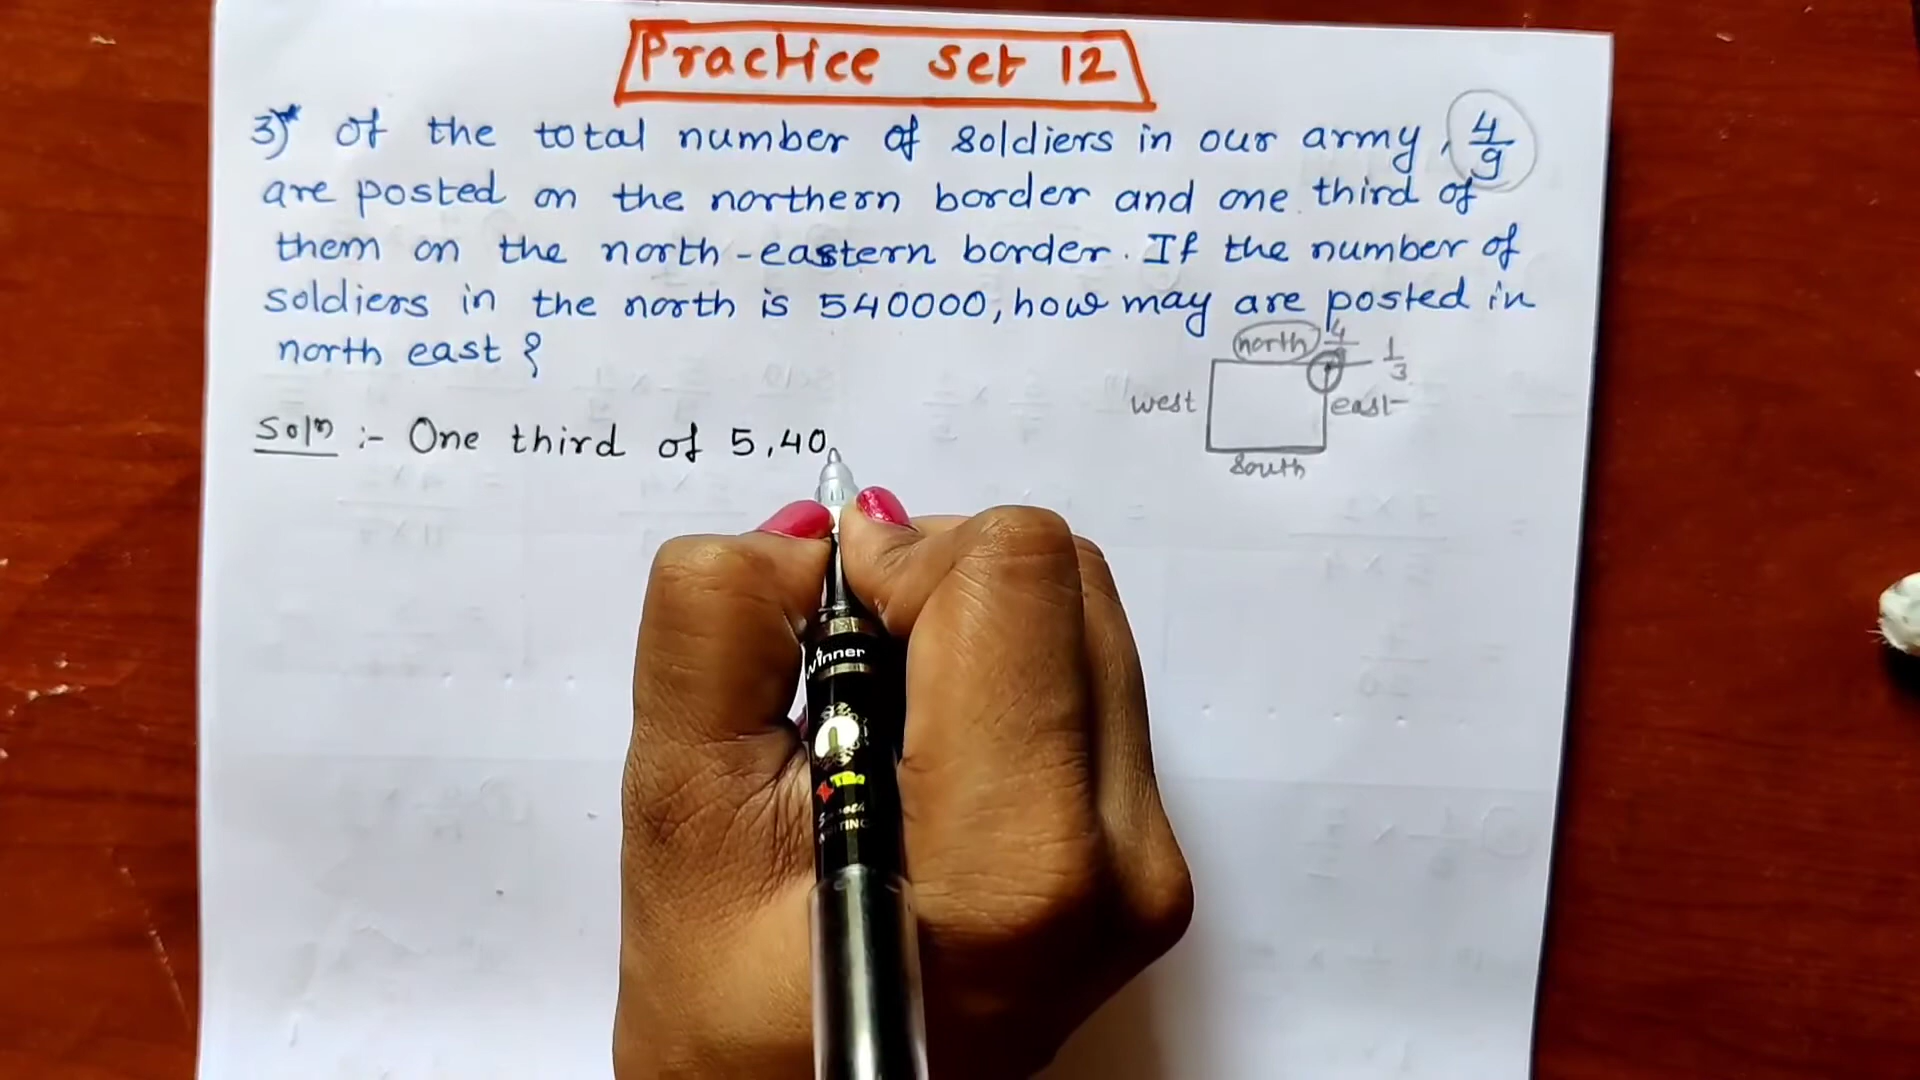 Practice Set 12
3)* Of the total number of soldiers in our army, 4/9
are posted on the northern border and one third of
them on the north-eastern border. If the number of
soldiers in the north is 540000, how may are posted in
north east ?
north 4/9 1/3
west east
South
Soln :- One third of 5,40,
Winner